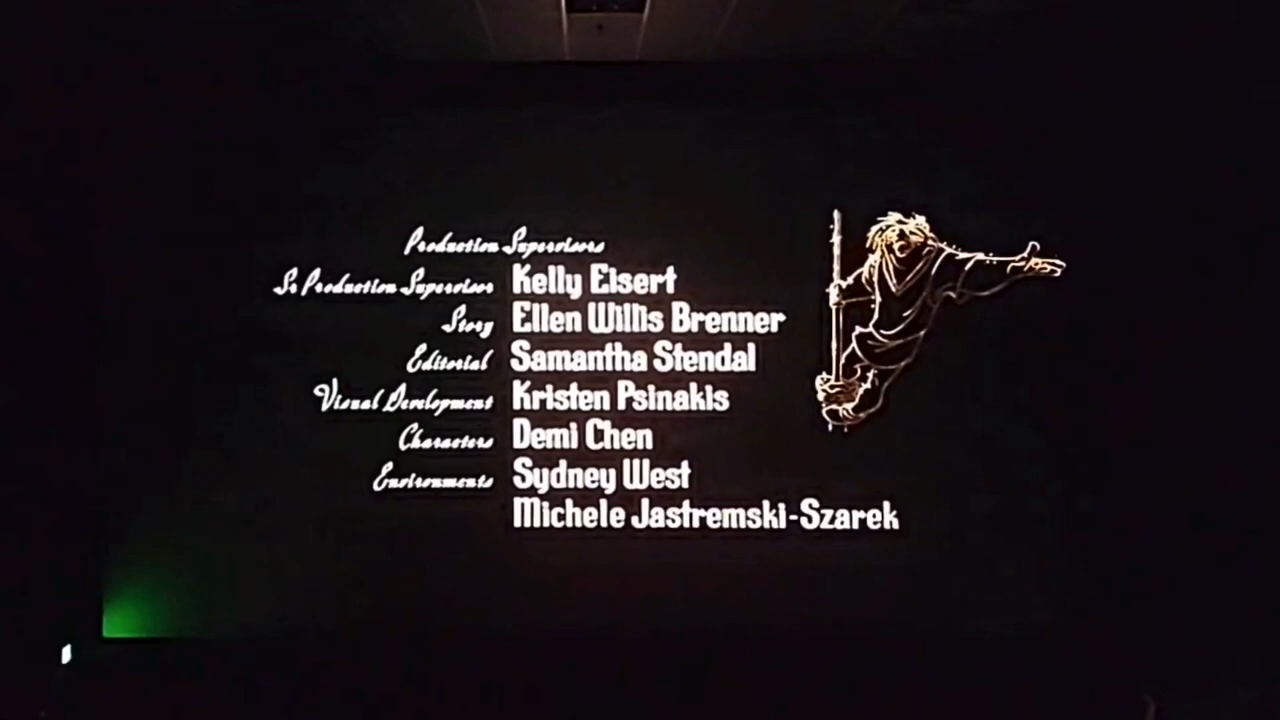 Production Supervisors
Sr Production Supervisor Kelly Eisert
Story Ellen Willis Brenner
Editorial Samantha Stendal
Visual Development Kristen Psinakis
Characters Demi Chen
Environments Sydney West
Michele Jastremski-Szarek